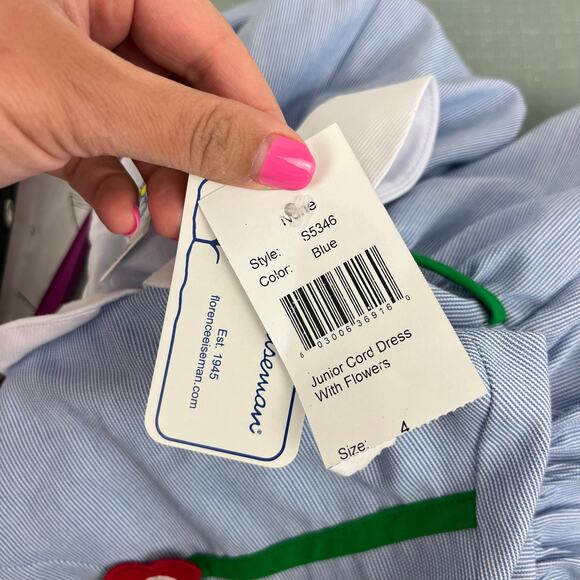 Style: S5346
Color: Blue
8 03006 36916 0
Junior Cord Dress
With Flowers
Size: 4
eiseman®
Est. 1945
florenceeiseman.com